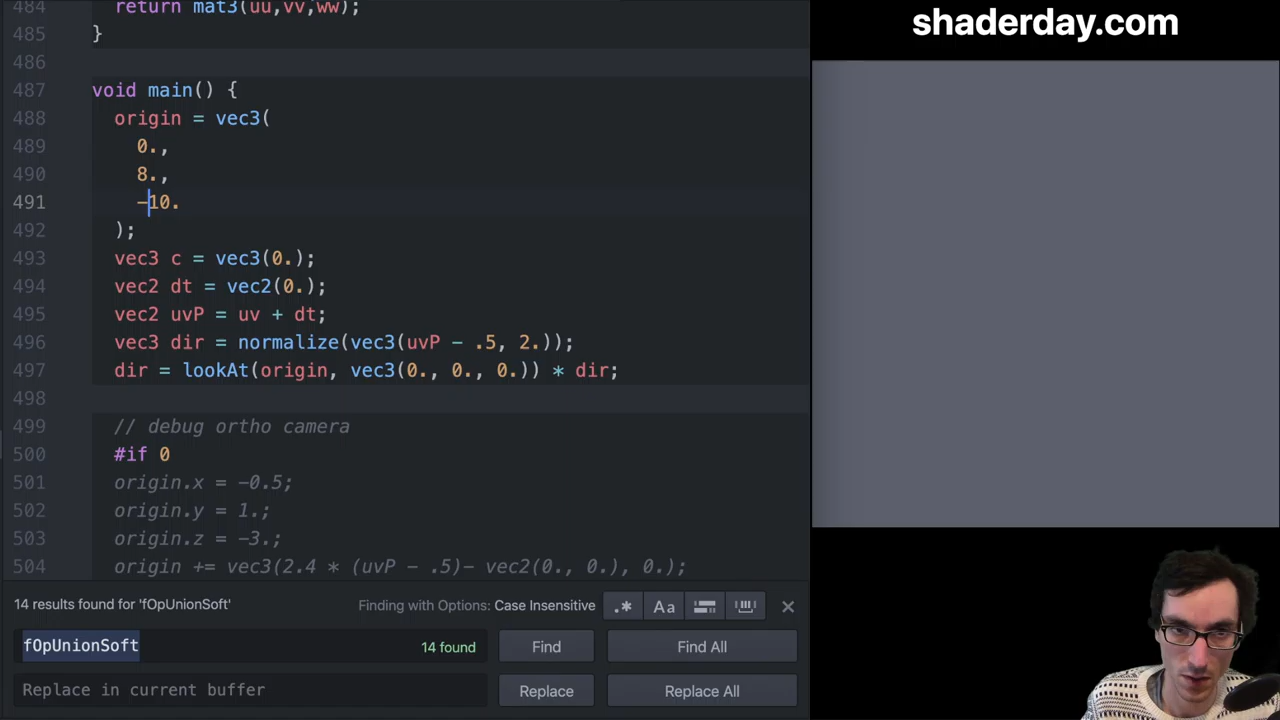 484 return mat3(uu,vv,ww);
485 }
486
487 void main() {
488 origin = vec3(
489 0.,
490 8.,
491 -10.
492 );
493 vec3 c = vec3(0.);
494 vec2 dt = vec2(0.);
495 vec2 uvP = uv + dt;
496 vec3 dir = normalize(vec3(uvP - .5, 2.));
497 dir = lookAt(origin, vec3(0., 0., 0.)) * dir;
498
499 // debug ortho camera
500 #if 0
501 origin.x = -0.5;
502 origin.y = 1.;
503 origin.z = -3.;
504 origin += vec3(2.4 * (uvP - .5)- vec2(0., 0.), 0.);
14 results found for 'fOpUnionSoft'
Finding with Options: Case Insensitive
.*
Aa
fOpUnionSoft
14 found
Find
Find All
Replace in current buffer
Replace
Replace All
shaderday.com